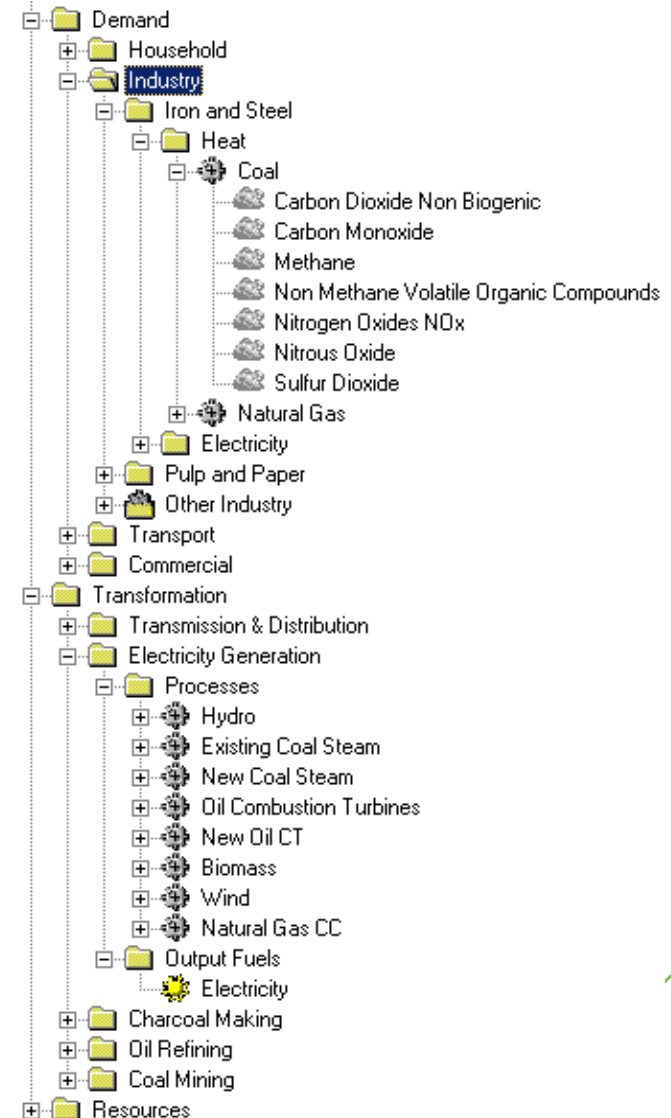 Demand
Household
Industry
Iron and Steel
Heat
Coal
Carbon Dioxide Non Biogenic
Carbon Monoxide
Methane
Non Methane Volatile Organic Compounds
Nitrogen Oxides NOx
Nitrous Oxide
Sulfur Dioxide
Natural Gas
Electricity
Pulp and Paper
Other Industry
Transport
Commercial
Transformation
Transmission & Distribution
Electricity Generation
Processes
Hydro
Existing Coal Steam
New Coal Steam
Oil Combustion Turbines
New Oil CT
Biomass
Wind
Natural Gas CC
Output Fuels
Electricity
Charcoal Making
Oil Refining
Coal Mining
Resources